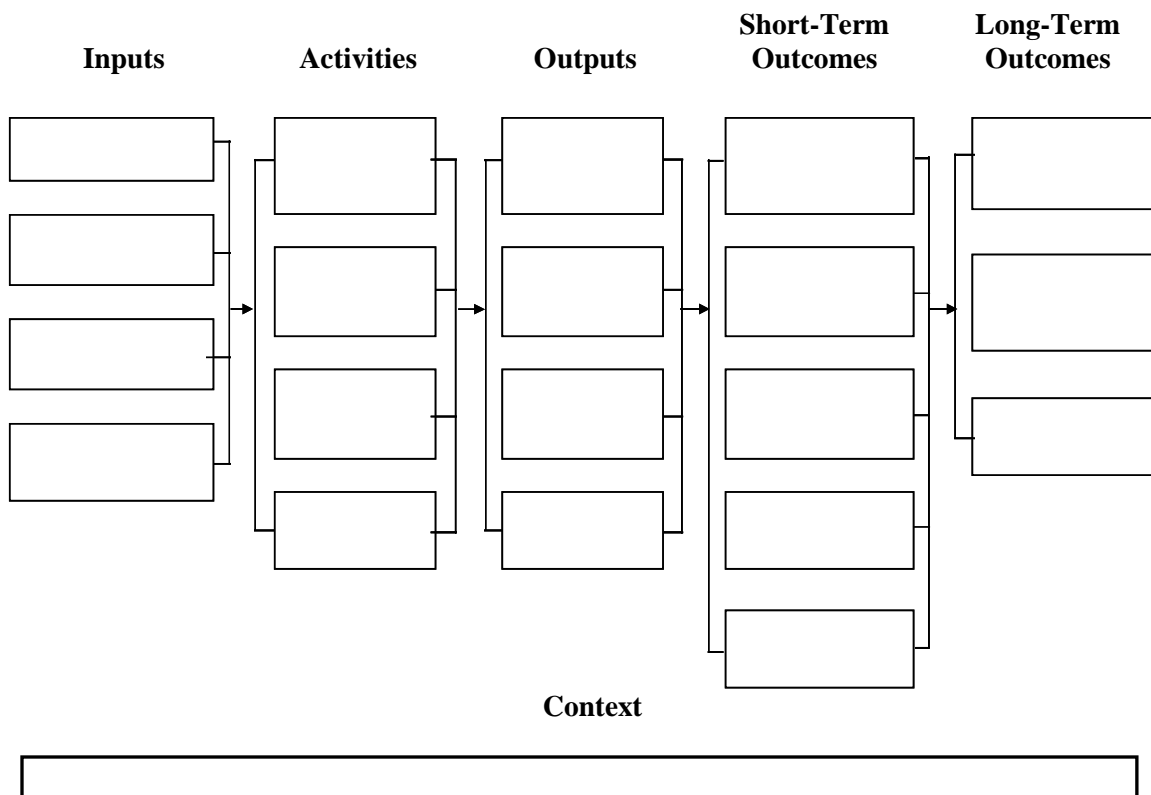 Inputs
Activities
Outputs
Short-Term
Outcomes
Long-Term
Outcomes
Context